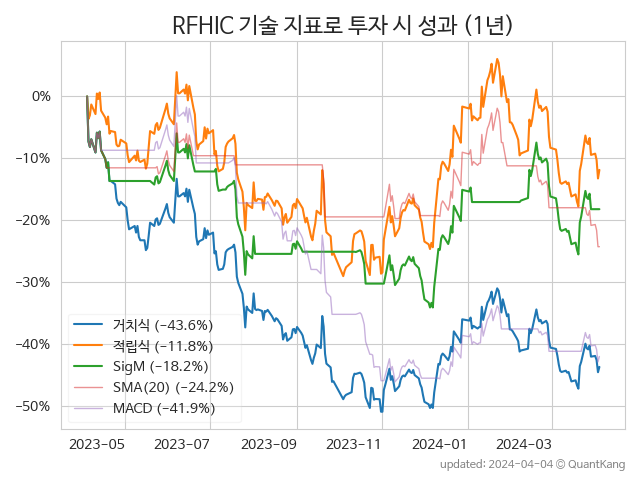 RFHIC 기술 지표로 투자 시 성과 (1년)
0%
−10%
−20%
−30%
−40%
−50%
거치식 (−43.6%)
적립식 (−11.8%)
SigM (−18.2%)
SMA(20) (−24.2%)
MACD (−41.9%)
2023−05
2023−07
2023−09
2023−11
2024−01
2024−03
updated: 2024−04−04 © QuantKang